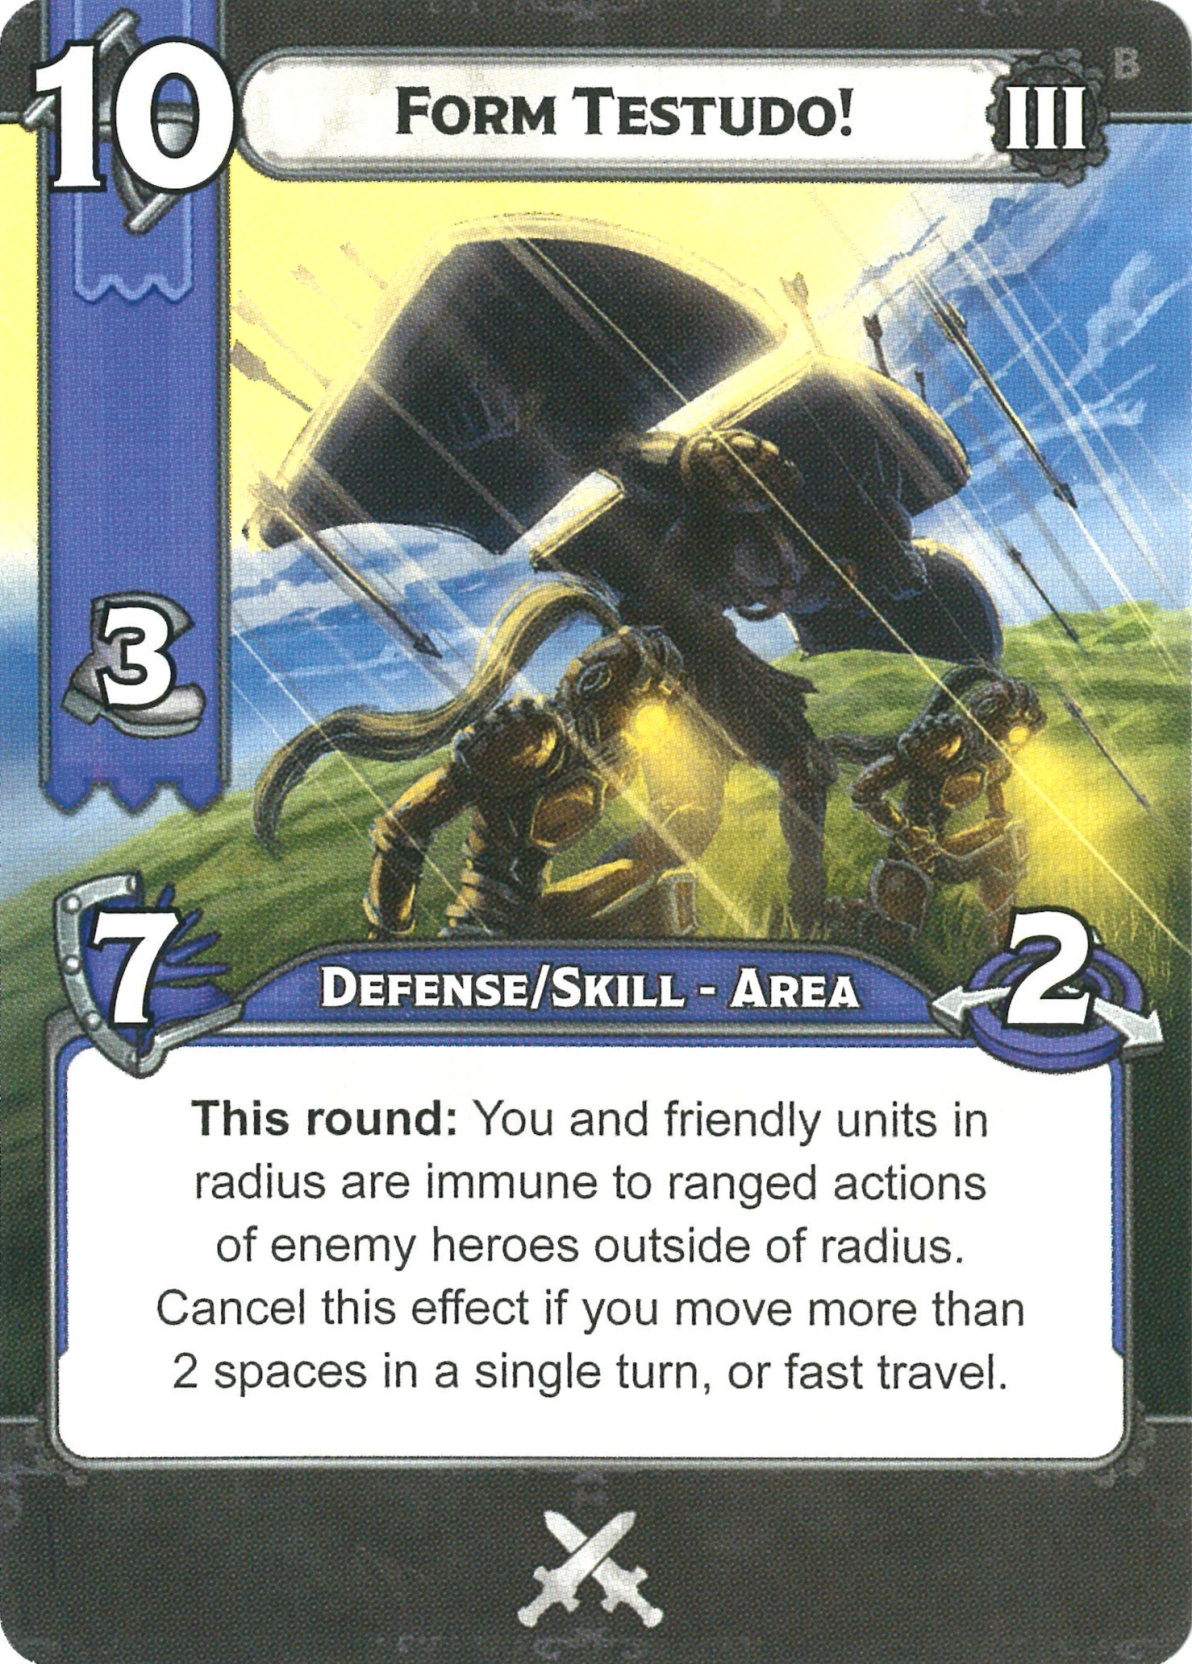 10
FORM TESTUDO!
III
B
3
7
DEFENSE/SKILL - AREA
2
This round: You and friendly units in
radius are immune to ranged actions
of enemy heroes outside of radius.
Cancel this effect if you move more than
2 spaces in a single turn, or fast travel.